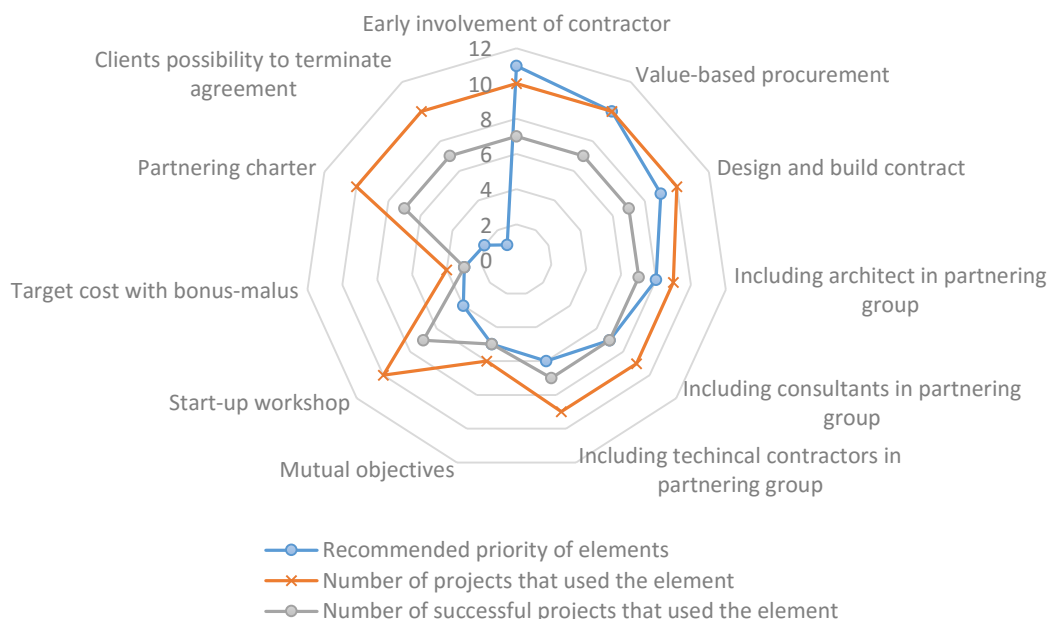 Early involvement of contractor
12
Clients possibility to terminate
agreement
Value-based procurement
10
8
Partnering charter
Design and build contract
6
4
2
0
Target cost with bonus-malus
Including architect in partnering
group
Start-up workshop
Including consultants in partnering
group
Mutual objectives
Including techincal contractors in
partnering group
Recommended priority of elements
Number of projects that used the element
Number of successful projects that used the element